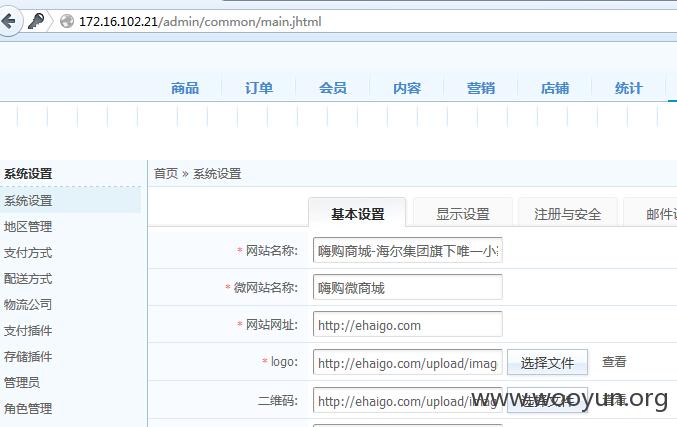 172.16.102.21/admin/common/main.jhtml
商品 订单 会员 内容 营销 店铺 统计
系统设置
首页 » 系统设置
系统设置
地区管理
支付方式
配送方式
物流公司
支付插件
存储插件
管理员
角色管理
基本设置 显示设置 注册与安全 邮件
* 网站名称: 嗨购商城-海尔集团旗下唯一小
* 微网站名称: 嗨购微商城
* 网站网址: http://ehaigo.com
* logo: http://ehaigo.com/upload/imag 选择文件 查看
二维码: http://ehaigo.com/upload/imag 选择文件 查看
www.wooyun.org